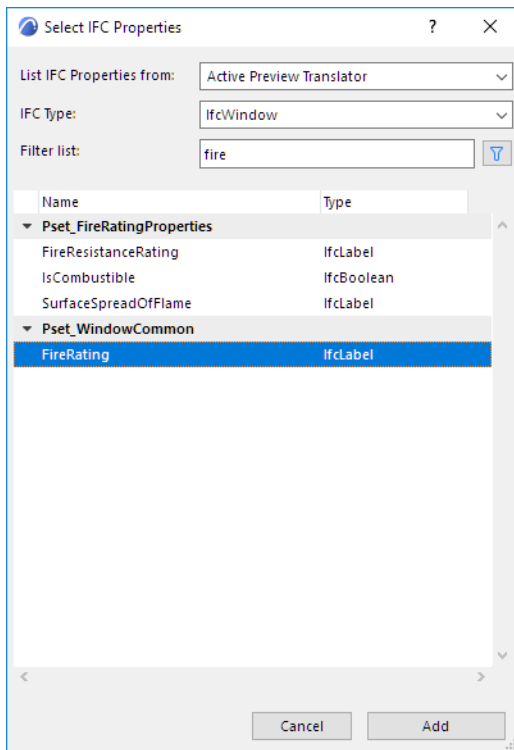 Select IFC Properties ?
List IFC Properties from: Active Preview Translator
IFC Type: IfcWindow
Filter list: fire
Name Type
Pset_FireRatingProperties
FireResistanceRating IfcLabel
IsCombustible IfcBoolean
SurfaceSpreadOfFlame IfcLabel
Pset_WindowCommon
FireRating IfcLabel
Cancel Add